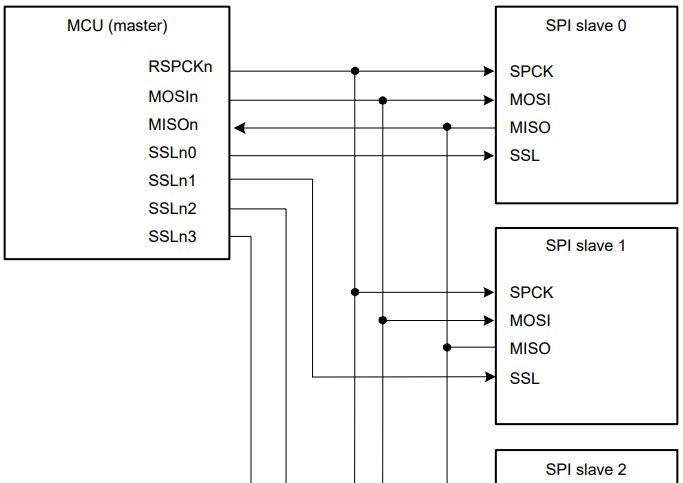 MCU (master)
RSPCKn
MOSIn
MISOn
SSLn0
SSLn1
SSLn2
SSLn3
SPI slave 0
SPCK
MOSI
MISO
SSL
SPI slave 1
SPCK
MOSI
MISO
SSL
SPI slave 2